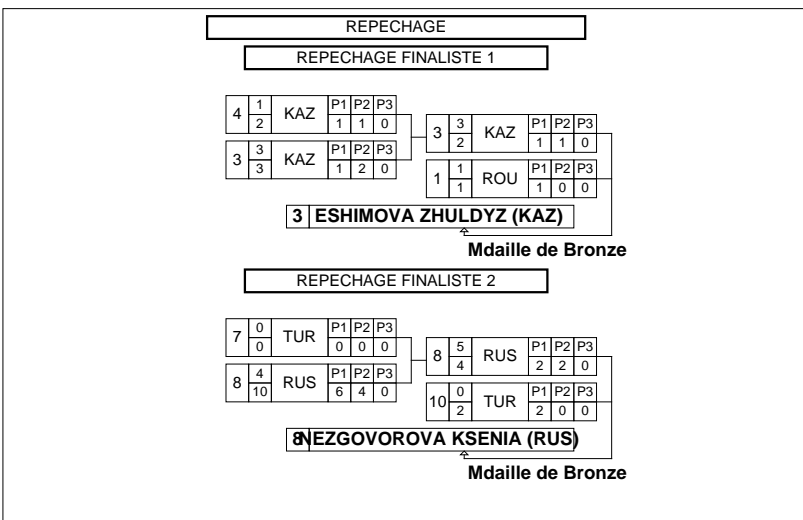 REPECHAGE
REPECHAGE FINALISTE 1
4 1 2 KAZ P1 P2 P3 1 1 0
3 3 3 KAZ P1 P2 P3 1 2 0
3 3 2 KAZ P1 P2 P3 1 1 0
1 1 1 ROU P1 P2 P3 1 0 0
3 ESHIMOVA ZHULDYZ (KAZ)
Mdaille de Bronze
REPECHAGE FINALISTE 2
7 0 0 TUR P1 P2 P3 0 0 0
8 4 10 RUS P1 P2 P3 6 4 0
8 5 4 RUS P1 P2 P3 2 2 0
10 0 2 TUR P1 P2 P3 2 0 0
8 NEZGOVOROVA KSENIA (RUS)
Mdaille de Bronze